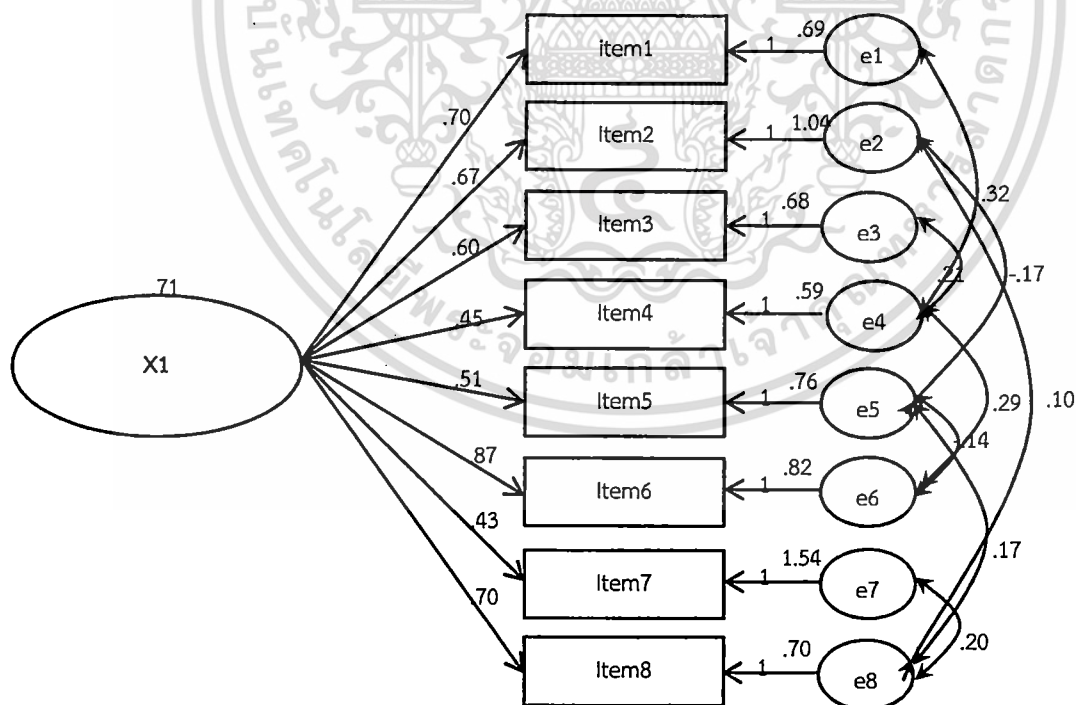 item1
1
.69
e1
.70
Item2
1
1.04
e2
.67
Item3
1
.68
e3
.60
.32
.71
X1
Item4
1
.59
e4
.45
.21
-.17
Item5
1
.76
e5
.51
.29
.10
Item6
1
.82
e6
.87
-.14
Item7
1
1.54
e7
.43
.17
Item8
1
.70
e8
.70
.20